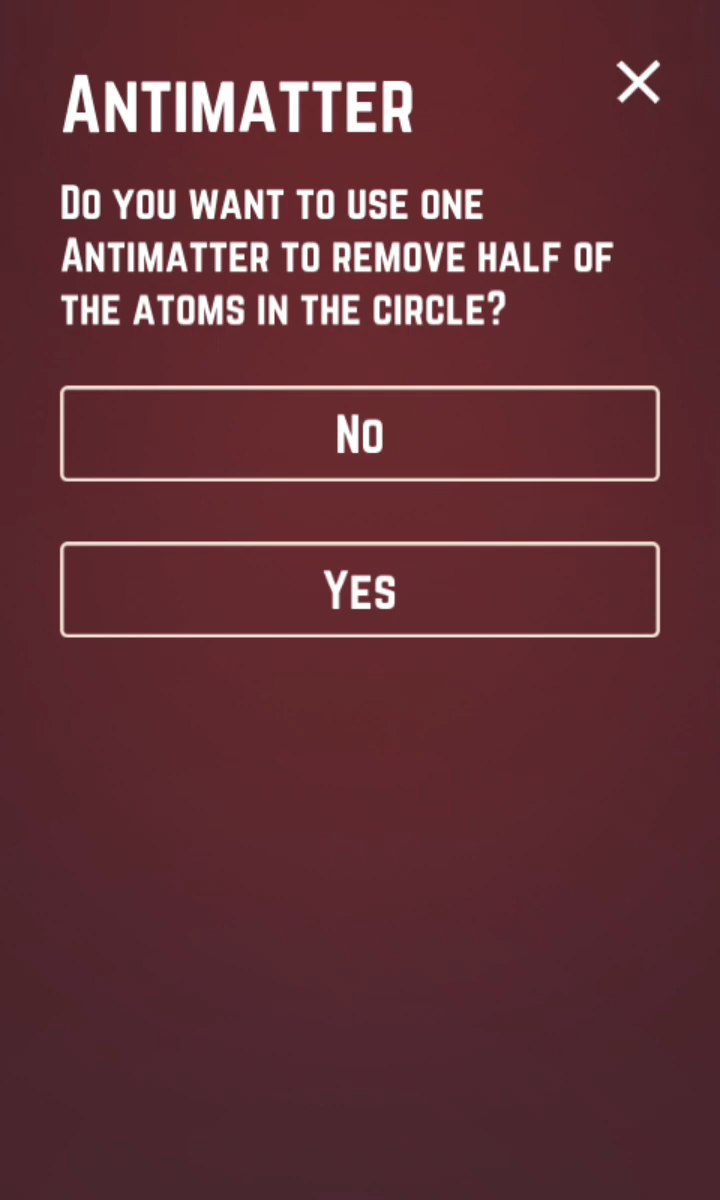 Antimatter
Do you want to use one
Antimatter to remove half of
the atoms in the circle?
No
Yes